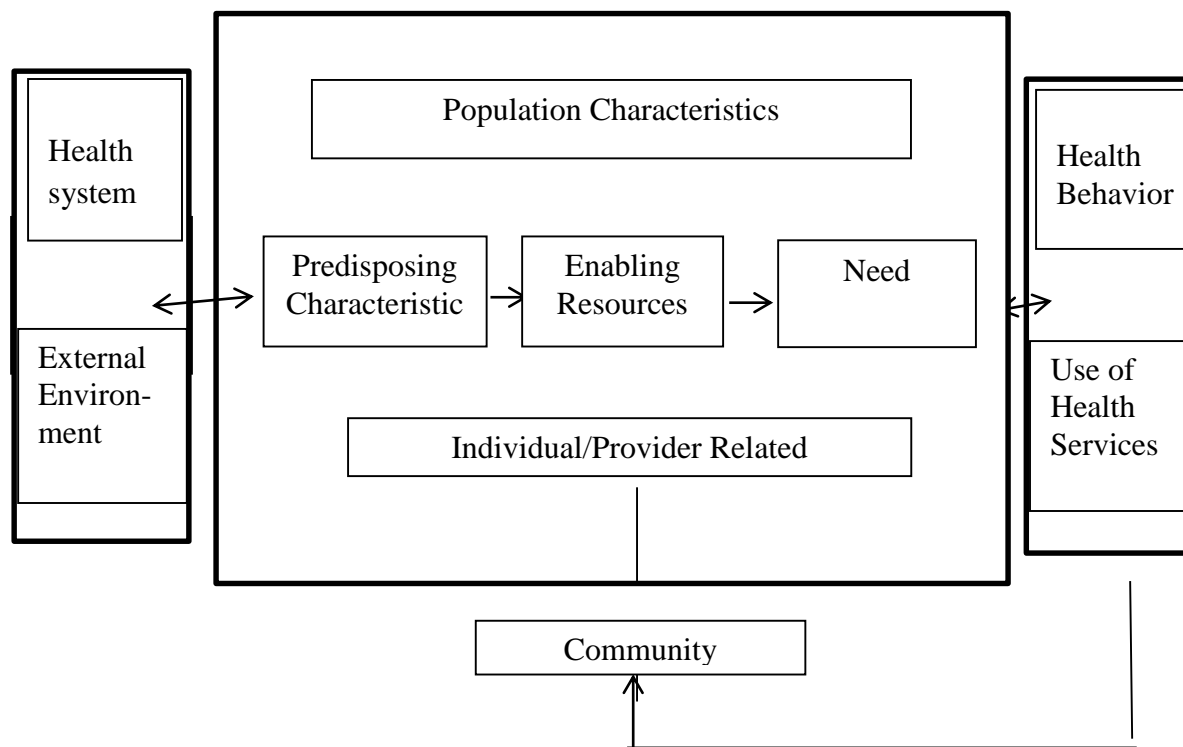 Population Characteristics
Health
system
Health
Behavior
Predisposing
Characteristic
Enabling
Resources
Need
External
Environ-
ment
Use of
Health
Services
Individual/Provider Related
Community